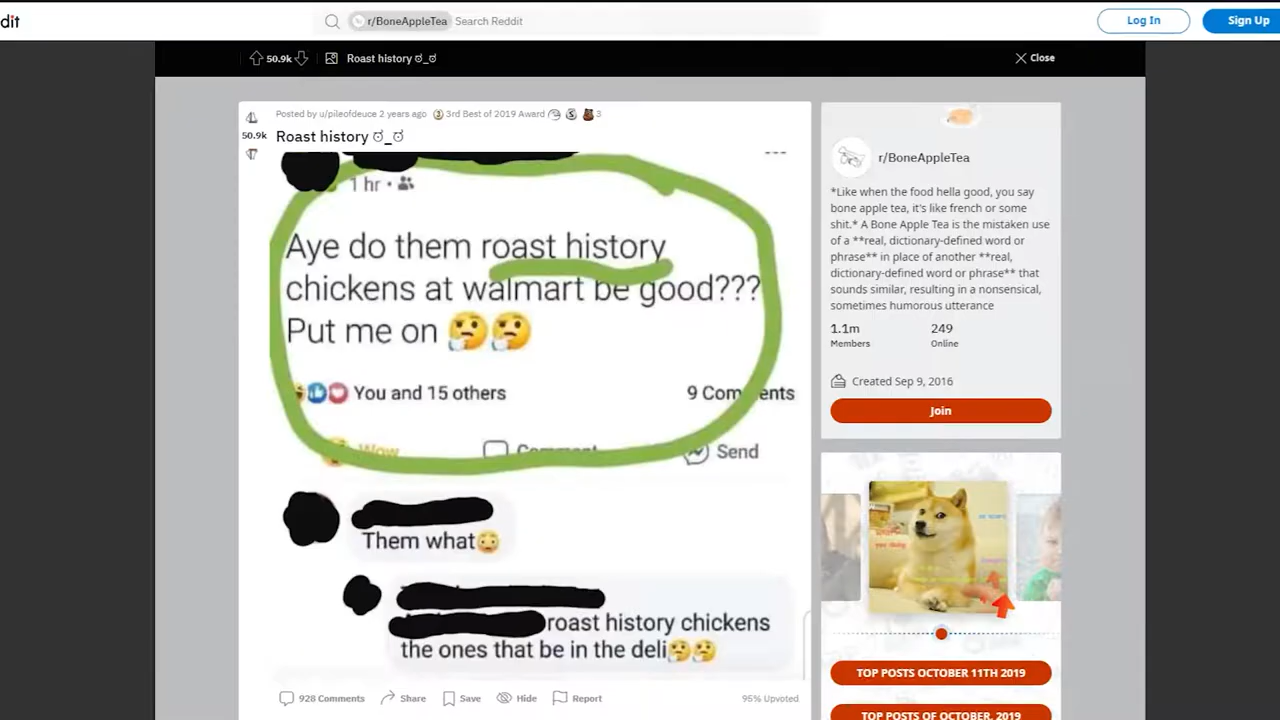 dit
r/BoneAppleTea Search Reddit
Log In
Sign Up
50.9k
Roast history ಠ_ಠ
Close
Posted by u/pileofdeuce 2 years ago 3rd Best of 2019 Award 3
50.9k
Roast history ಠ_ಠ
1 hr
Aye do them roast history
chickens at walmart be good???
Put me on 🤔🤔
You and 15 others
9 Comments
Wow
Comment
Send
Them what😳
roast history chickens
the ones that be in the deli🤔🤔
928 Comments
Share
Save
Hide
Report
95% Upvoted
r/BoneAppleTea
*Like when the food hella good, you say
bone apple tea, it's like french or some
shit.* A Bone Apple Tea is the mistaken use
of a **real, dictionary-defined word or
phrase** in place of another **real,
dictionary-defined word or phrase** that
sounds similar, resulting in a nonsensical,
sometimes humorous utterance
1.1m
Members
249
Online
Created Sep 9, 2016
Join
TOP POSTS OCTOBER 11TH 2019
TOP POSTS OF OCTOBER, 2019